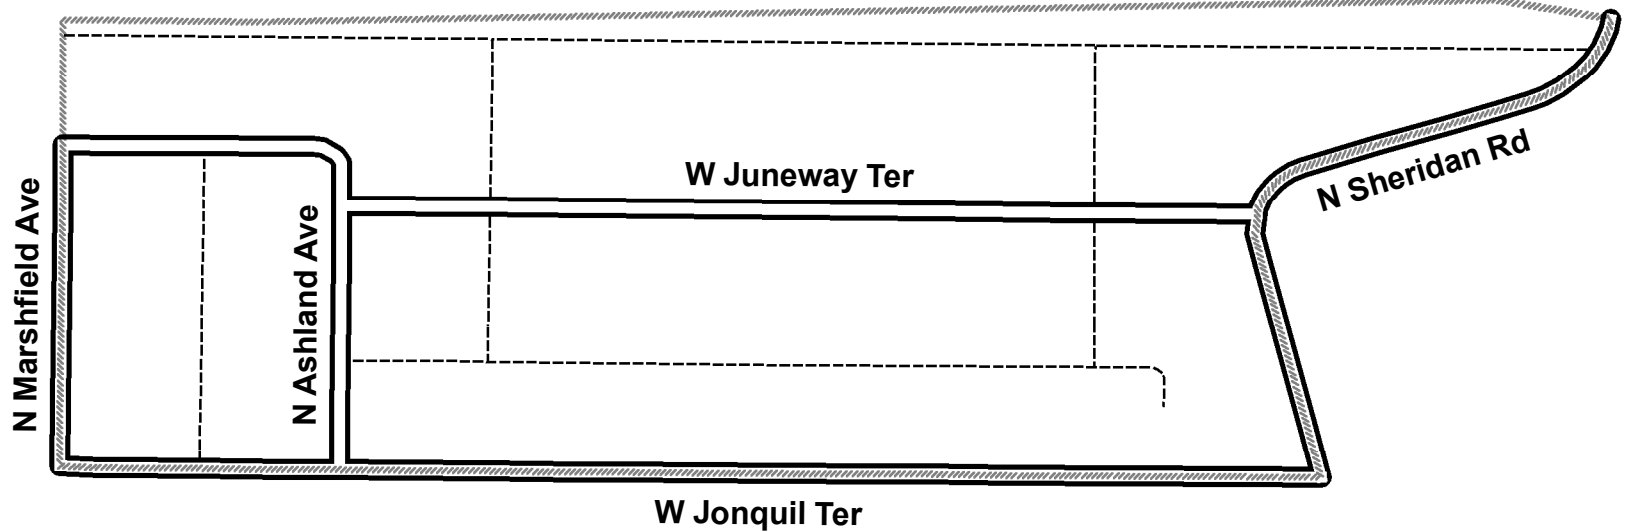 W Juneway Ter
N Sheridan Rd
N Marshfield Ave
N Ashland Ave
W Jonquil Ter